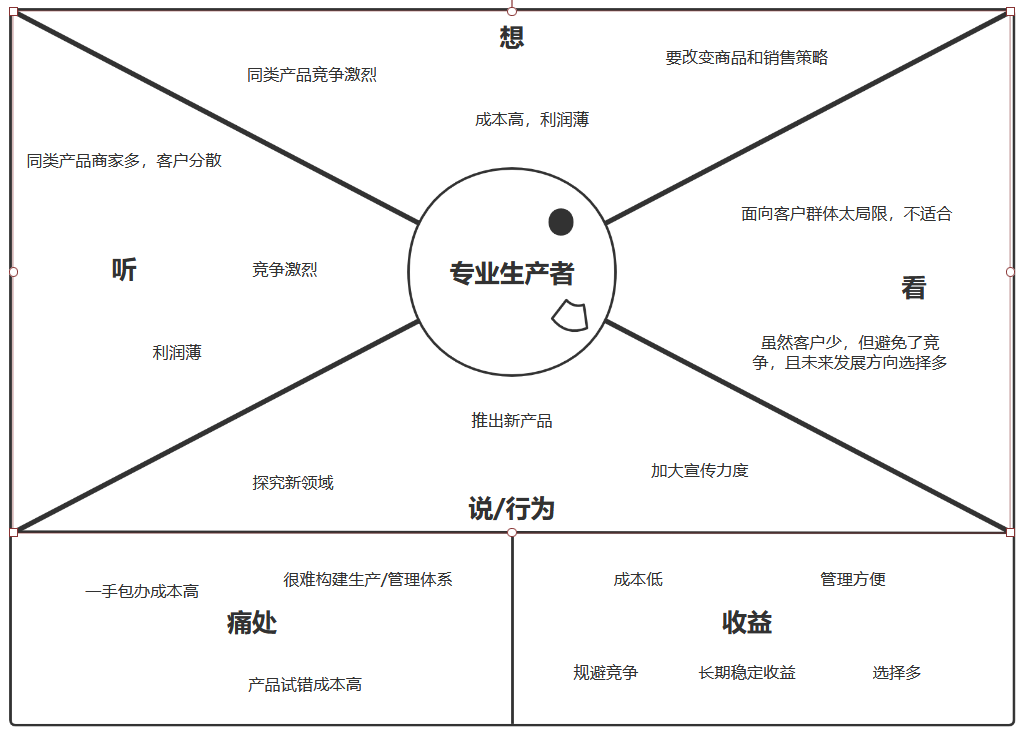 想
同类产品竞争激烈
要改变商品和销售策略
成本高，利润薄
同类产品商家多，客户分散
听
竞争激烈
利润薄
专业生产者
面向客户群体太局限，不适合
看
虽然客户少，但避免了竞
争，且未来发展方向选择多
推出新产品
探究新领域
加大宣传力度
说/行为
一手包办成本高
很难构建生产/管理体系
痛处
产品试错成本高
成本低
管理方便
收益
规避竞争
长期稳定收益
选择多